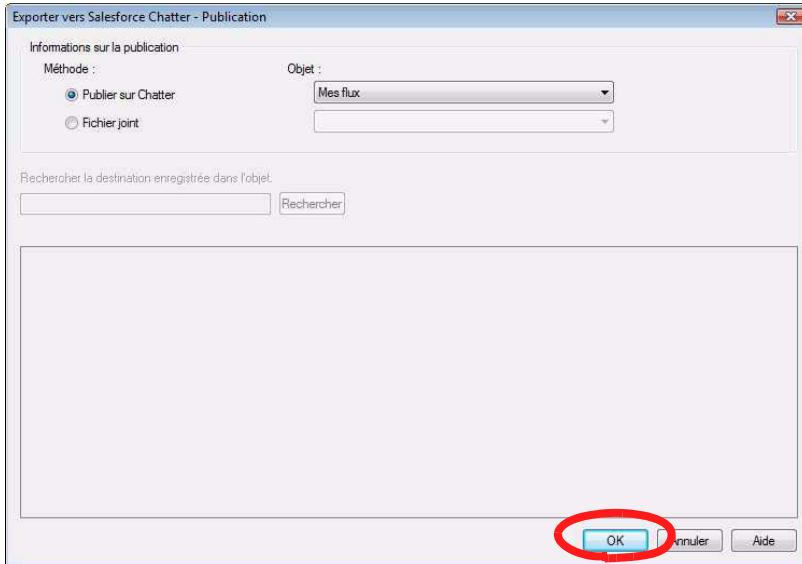 Exporter vers Salesforce Chatter - Publication
Informations sur la publication
Méthode : Objet :
Publier sur Chatter Mes flux
Fichier joint
Rechercher la destination enregistrée dans l'objet.
Rechercher
OK Annuler Aide